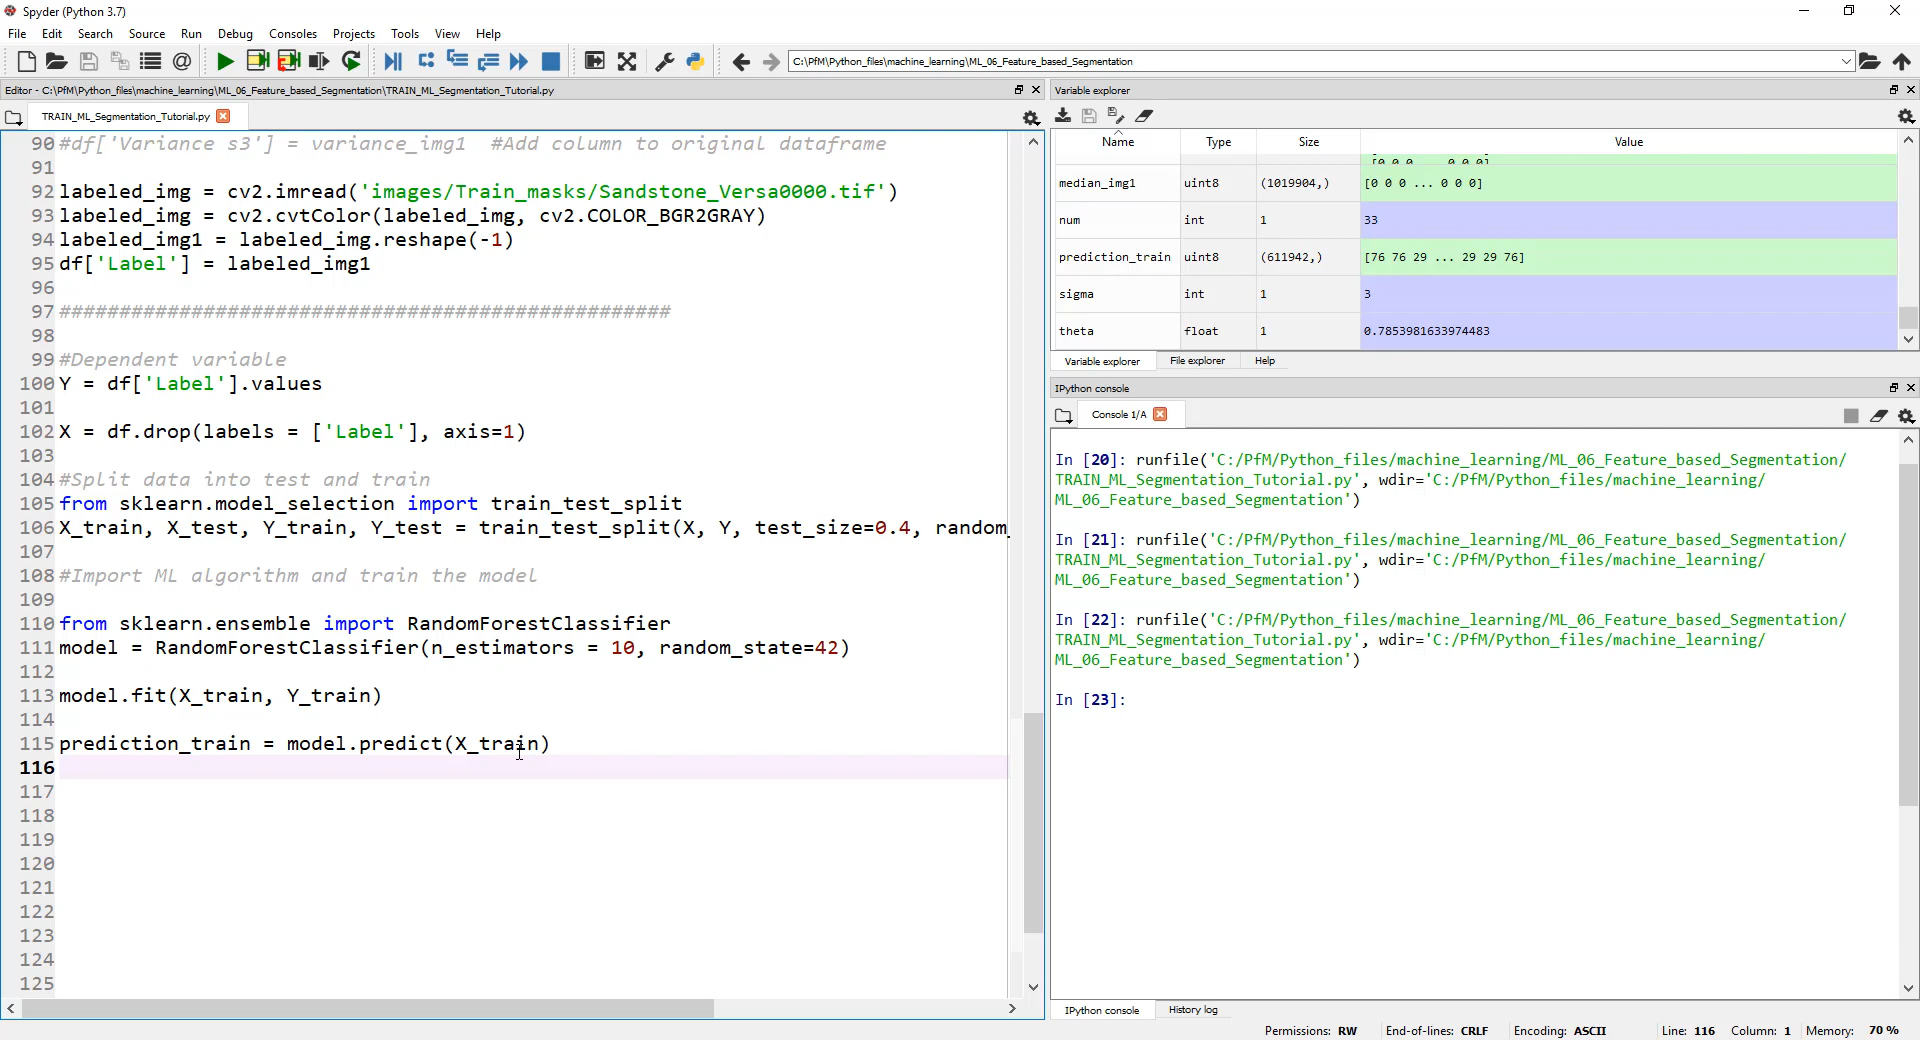 Spyder (Python 3.7)
File Edit Search Source Run Debug Consoles Projects Tools View Help
C:\PfM\Python_files\machine_learning\ML_06_Feature_based_Segmentation
Editor - C:\PfM\Python_files\machine_learning\ML_06_Feature_based_Segmentation\TRAIN_ML_Segmentation_Tutorial.py
TRAIN_ML_Segmentation_Tutorial.py
90 #df['Variance s3'] = variance_img1  #Add column to original dataframe
91
92 labeled_img = cv2.imread('images/Train_masks/Sandstone_Versa0000.tif')
93 labeled_img = cv2.cvtColor(labeled_img, cv2.COLOR_BGR2GRAY)
94 labeled_img1 = labeled_img.reshape(-1)
95 df['Label'] = labeled_img1
96
97 ###################################################
98
99 #Dependent variable
100 Y = df['Label'].values
101
102 X = df.drop(labels = ['Label'], axis=1)
103
104 #Split data into test and train
105 from sklearn.model_selection import train_test_split
106 X_train, X_test, Y_train, Y_test = train_test_split(X, Y, test_size=0.4, random_
107
108 #Import ML algorithm and train the model
109
110 from sklearn.ensemble import RandomForestClassifier
111 model = RandomForestClassifier(n_estimators = 10, random_state=42)
112
113 model.fit(X_train, Y_train)
114
115 prediction_train = model.predict(X_train)
116
117
118
119
120
121
122
123
124
125
Variable explorer
Name Type Size Value
[0 0 0 ... 0 0 0]
median_img1 uint8 (1019904,) [0 0 0 ... 0 0 0]
num int 1 33
prediction_train uint8 (611942,) [76 76 29 ... 29 29 76]
sigma int 1 3
theta float 1 0.7853981633974483
Variable explorer File explorer Help
IPython console
Console 1/A
In [20]: runfile('C:/PfM/Python_files/machine_learning/ML_06_Feature_based_Segmentation/
TRAIN_ML_Segmentation_Tutorial.py', wdir='C:/PfM/Python_files/machine_learning/
ML_06_Feature_based_Segmentation')
In [21]: runfile('C:/PfM/Python_files/machine_learning/ML_06_Feature_based_Segmentation/
TRAIN_ML_Segmentation_Tutorial.py', wdir='C:/PfM/Python_files/machine_learning/
ML_06_Feature_based_Segmentation')
In [22]: runfile('C:/PfM/Python_files/machine_learning/ML_06_Feature_based_Segmentation/
TRAIN_ML_Segmentation_Tutorial.py', wdir='C:/PfM/Python_files/machine_learning/
ML_06_Feature_based_Segmentation')
In [23]:
IPython console History log
Permissions: RW End-of-lines: CRLF Encoding: ASCII Line: 116 Column: 1 Memory: 70 %